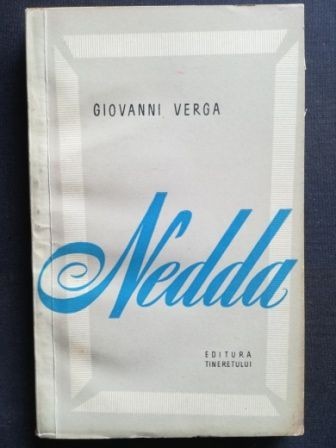 GIOVANNI VERGA
Nedda
EDITURA
TINERETULUI